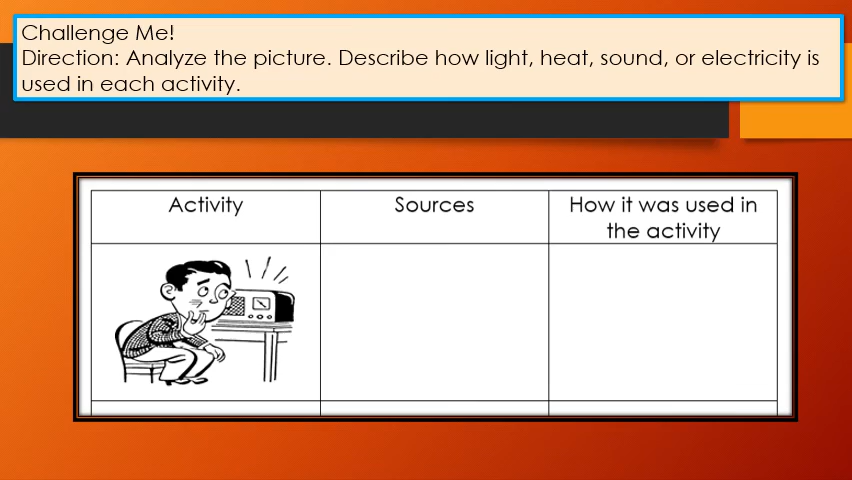 Challenge Me!
Direction: Analyze the picture. Describe how light, heat, sound, or electricity is
used in each activity.
Activity
Sources
How it was used in
the activity